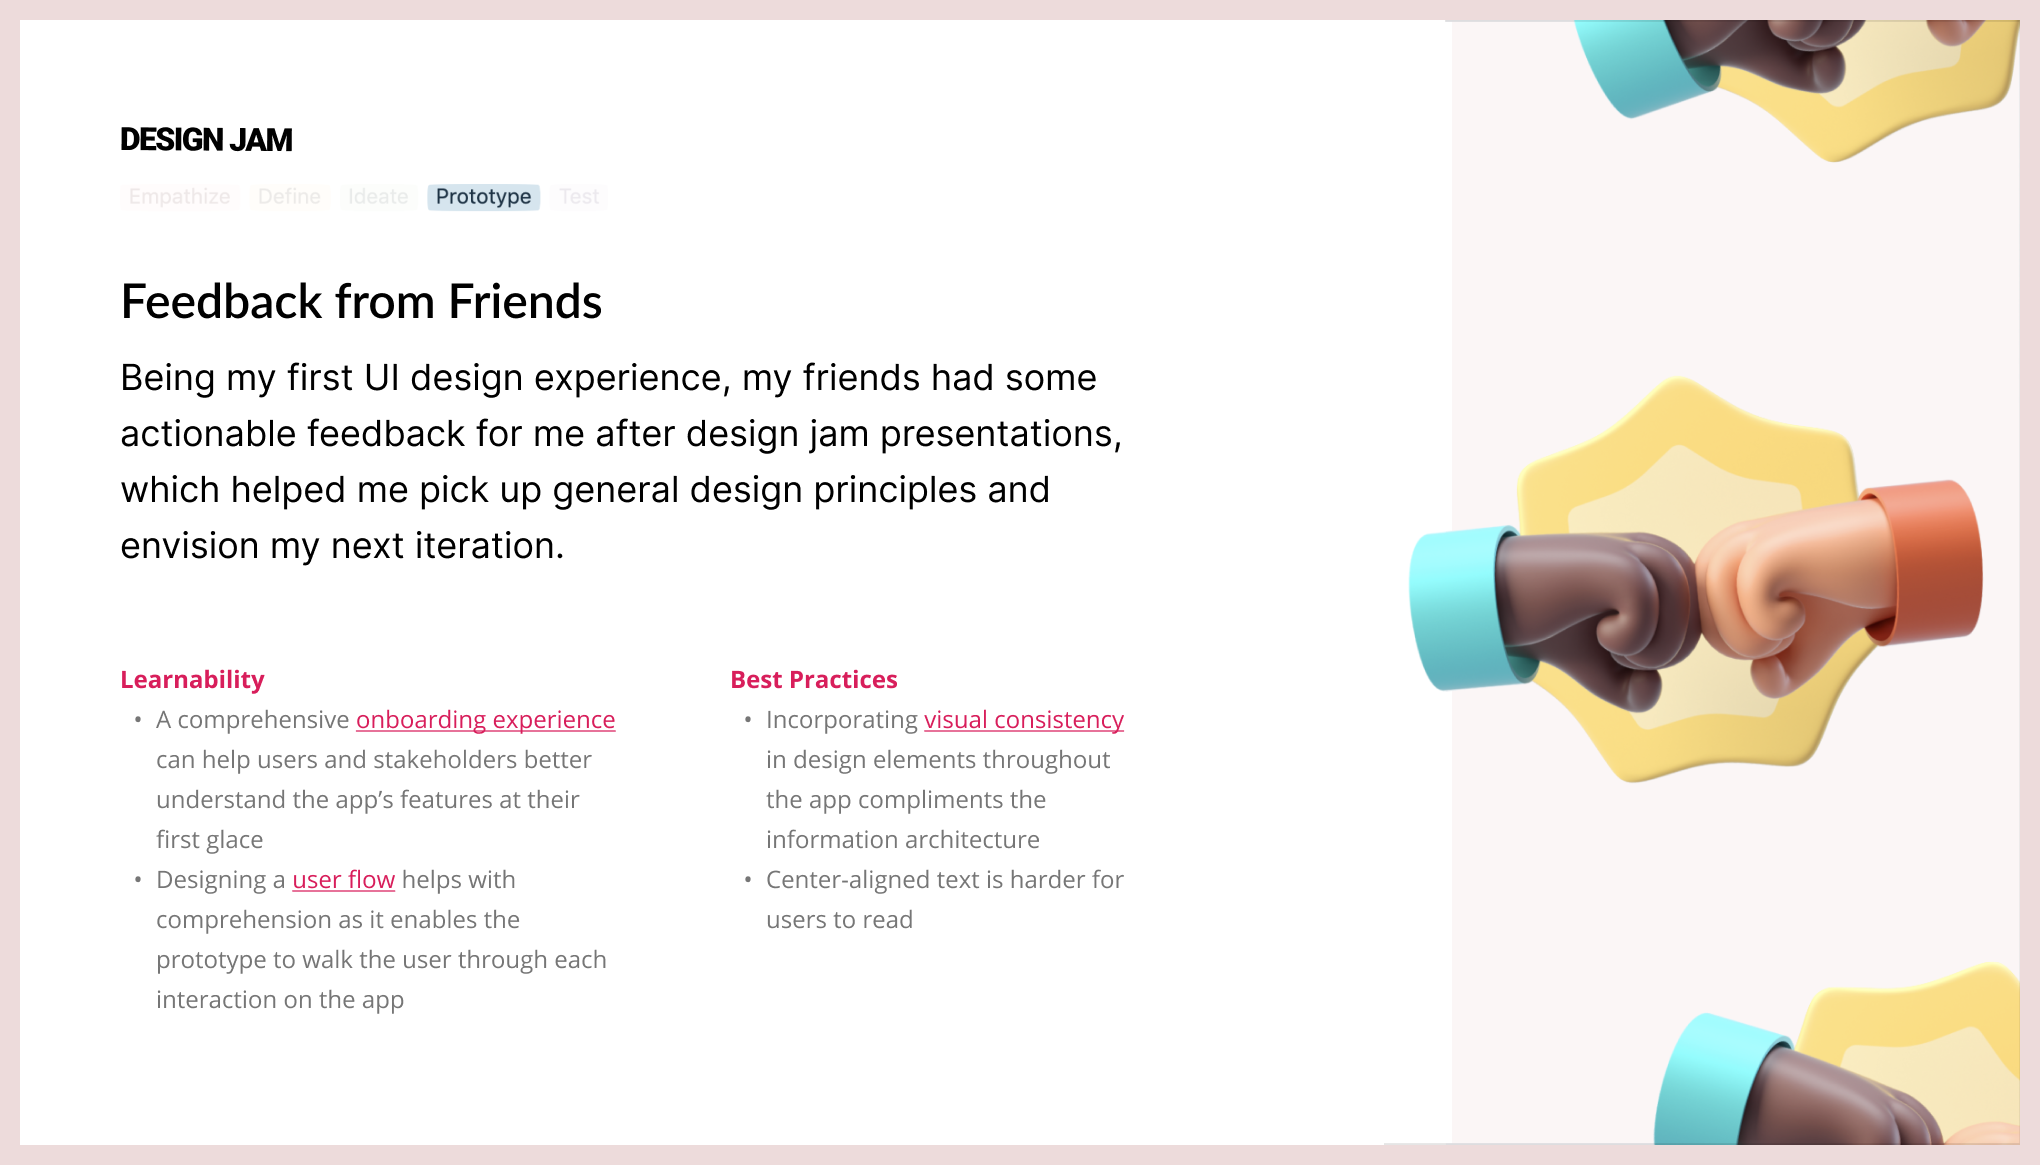 DESIGN JAM
Empathize Define Ideate Prototype Test
Feedback from Friends
Being my first UI design experience, my friends had some
actionable feedback for me after design jam presentations,
which helped me pick up general design principles and
envision my next iteration.
Learnability
• A comprehensive onboarding experience
can help users and stakeholders better
understand the app’s features at their
first glace
• Designing a user flow helps with
comprehension as it enables the
prototype to walk the user through each
interaction on the app
Best Practices
• Incorporating visual consistency
in design elements throughout
the app compliments the
information architecture
• Center-aligned text is harder for
users to read